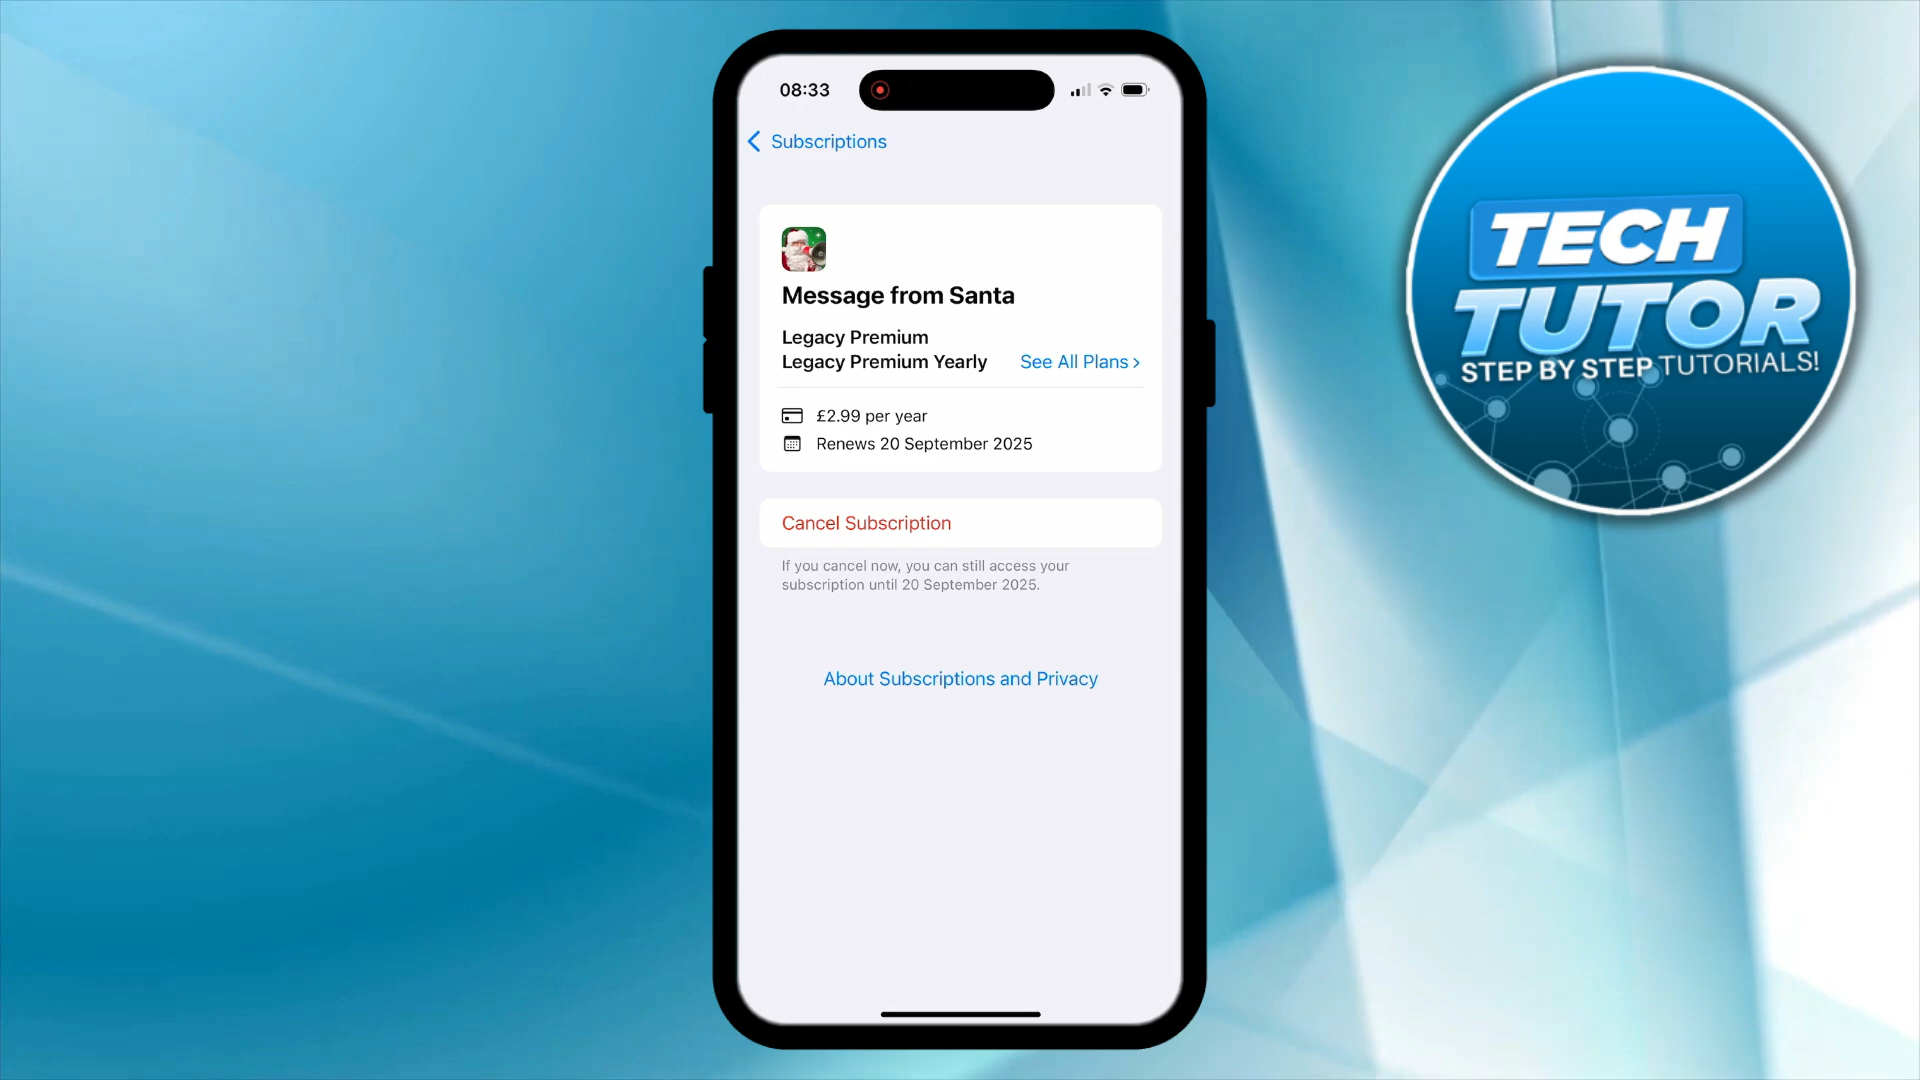 08:33
Subscriptions
Message from Santa
Legacy Premium
Legacy Premium Yearly See All Plans
£2.99 per year
Renews 20 September 2025
Cancel Subscription
If you cancel now, you can still access your
subscription until 20 September 2025.
About Subscriptions and Privacy
TECH
TUTOR
STEP BY STEP TUTORIALS!